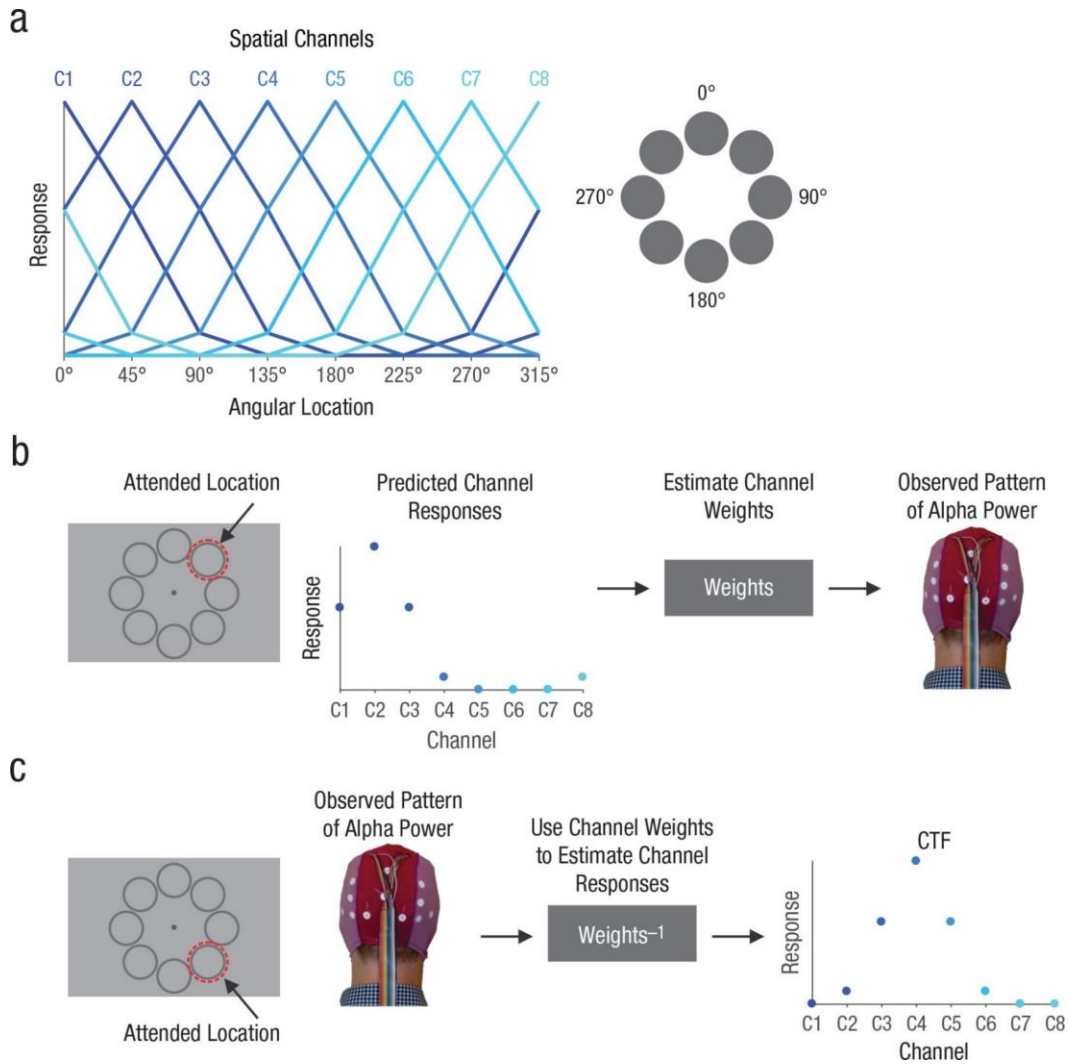 a
Spatial Channels
C1 C2 C3 C4 C5 C6 C7 C8
Response
0° 45° 90° 135° 180° 225° 270° 315°
Angular Location
0°
270° 90°
180°
b
Attended Location
Predicted Channel
Responses
Response
C1 C2 C3 C4 C5 C6 C7 C8
Channel
Estimate Channel
Weights
Weights
Observed Pattern
of Alpha Power
c
Attended Location
Observed Pattern
of Alpha Power
Use Channel Weights
to Estimate Channel
Responses
Weights–1
CTF
Response
C1 C2 C3 C4 C5 C6 C7 C8
Channel